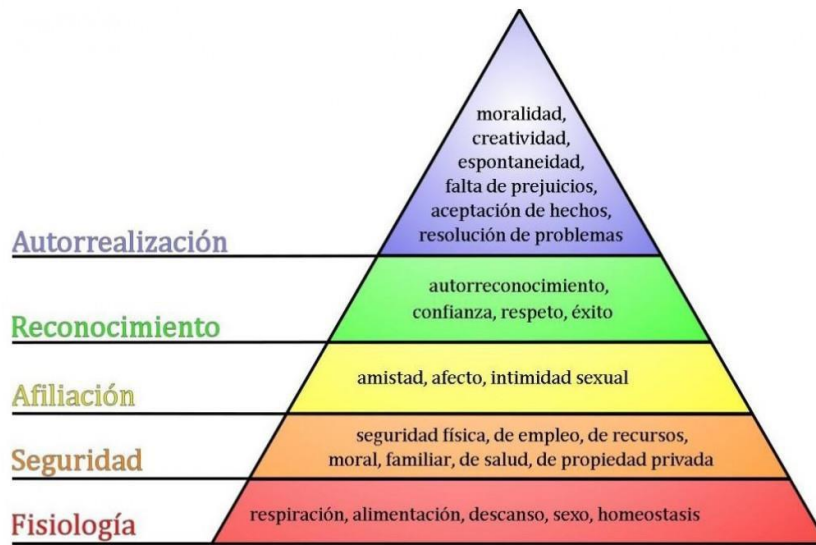 moralidad,
creatividad,
espontaneidad,
falta de prejuicios,
aceptación de hechos,
resolución de problemas
Autorrealización
autorreconocimiento,
confianza, respeto, éxito
Reconocimiento
amistad, afecto, intimidad sexual
Afiliación
seguridad física, de empleo, de recursos,
moral, familiar, de salud, de propiedad privada
Seguridad
respiración, alimentación, descanso, sexo, homeostasis
Fisiología